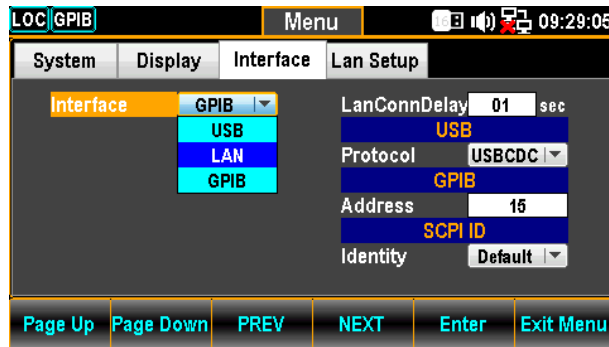 LOC GPIB Menu 16 09:29:05
System Display Interface Lan Setup
Interface GPIB
USB
LAN
GPIB
LanConnDelay 01 sec
USB
Protocol USBCDC
GPIB
Address 15
SCPI ID
Identity Default
Page Up Page Down PREV NEXT Enter Exit Menu